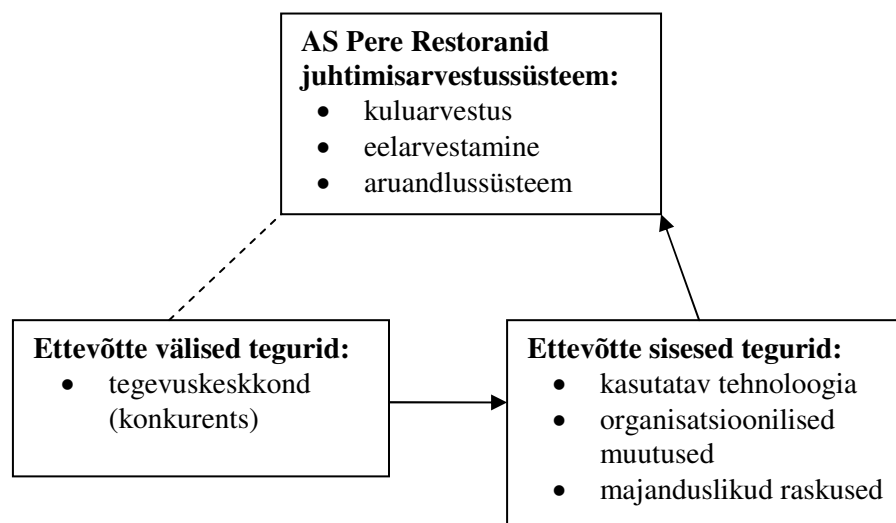 AS Pere Restoranid
juhtimisarvestussüsteem:
• kuluarvestus
• eelarvestamine
• aruandlussüsteem
Ettevõtte välised tegurid:
• tegevuskeskkond
(konkurents)
Ettevõtte sisesed tegurid:
• kasutatav tehnoloogia
• organisatsioonilised
muutused
• majanduslikud raskused